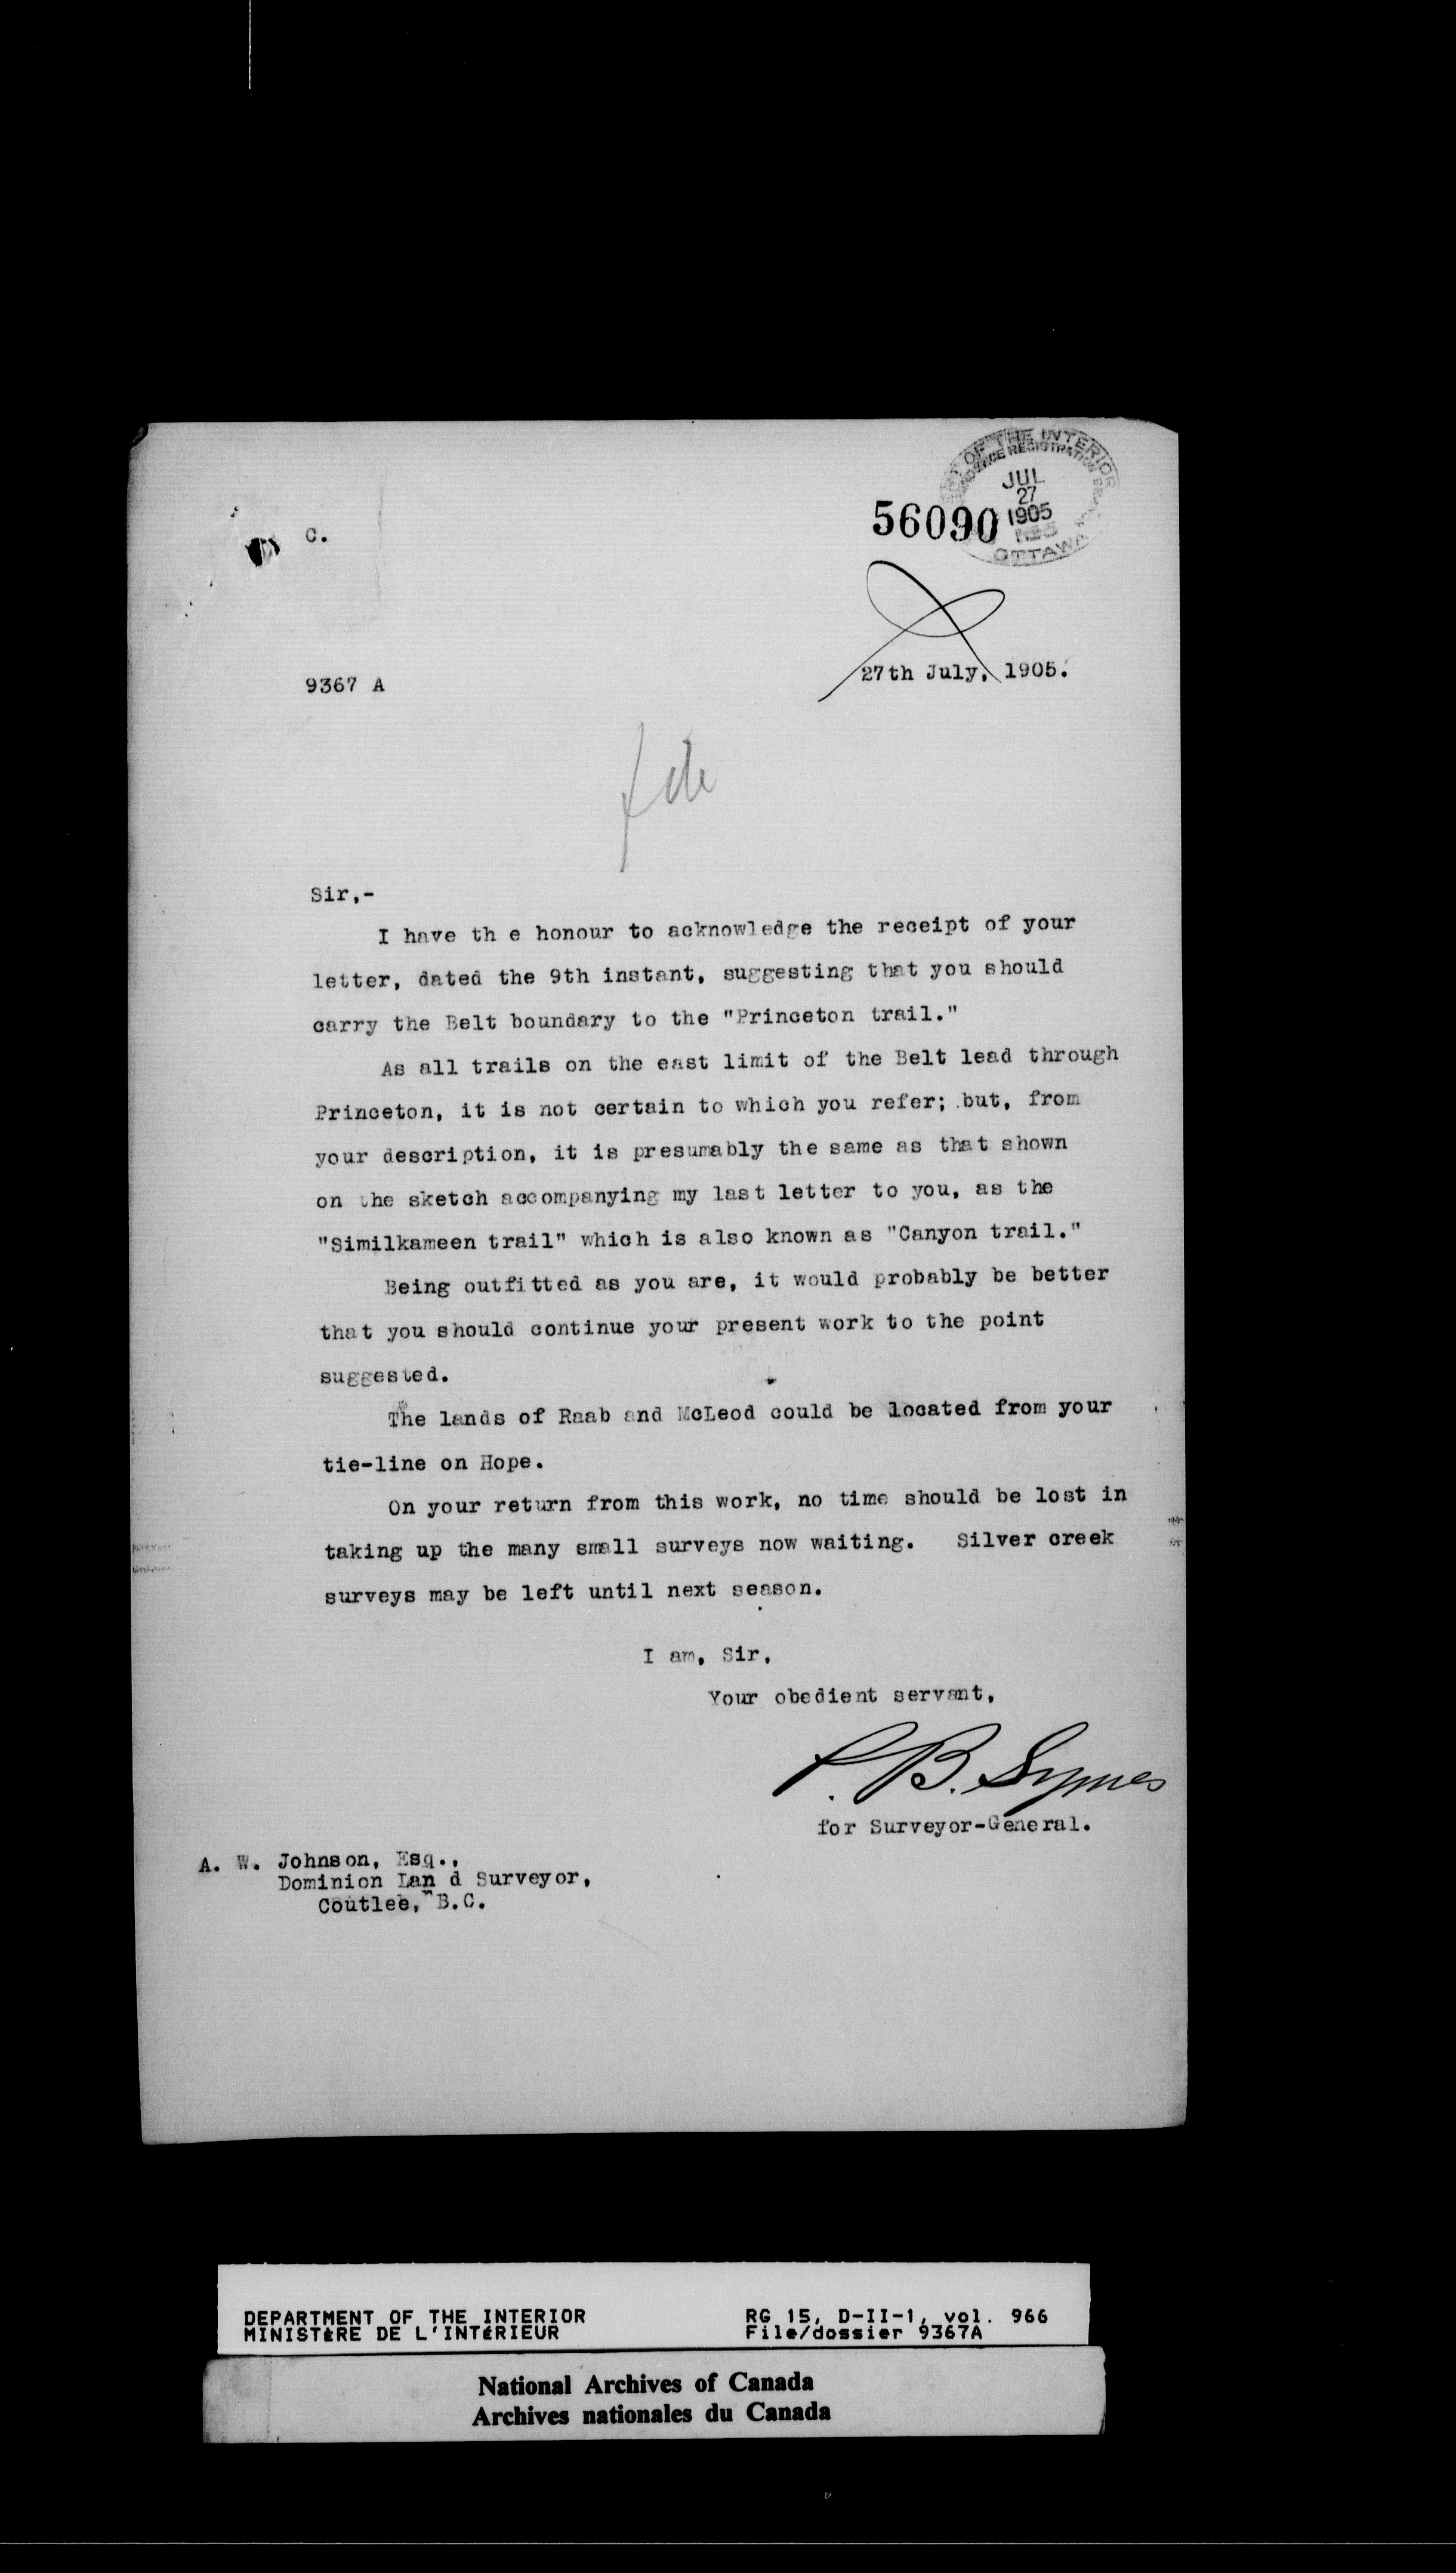 OF THE INTERIOR
JUL
27
1905
OTTAWA
56090
C.
9367 A
27th July, 1905.
Sir,-
I have th e honour to acknowledge the receipt of your
letter, dated the 9th instant, suggesting that you should
carry the Belt boundary to the "Princeton trail."
As all trails on the east limit of the Belt lead through
Princeton, it is not certain to which you refer; but, from
your description, it is presumably the same as that shown
on the sketch accompanying my last letter to you, as the
"Similkameen trail" which is also known as "Canyon trail."
Being outfitted as you are, it would probably be better
that you should continue your present work to the point
suggested.
The lands of Raab and McLeod could be located from your
tie-line on Hope.
On your return from this work, no time should be lost in
taking up the many small surveys now waiting. Silver creek
surveys may be left until next season.
I am, Sir,
Your obedient servant,
P. B. Symes
for Surveyor-General.
A. W. Johnson, Esq.,
Dominion Lan d Surveyor,
Coutlee, B.C.
DEPARTMENT OF THE INTERIOR
MINISTÈRE DE L'INTÉRIEUR
RG 15, D-II-1, vol. 966
File/dossier 9367A
National Archives of Canada
Archives nationales du Canada